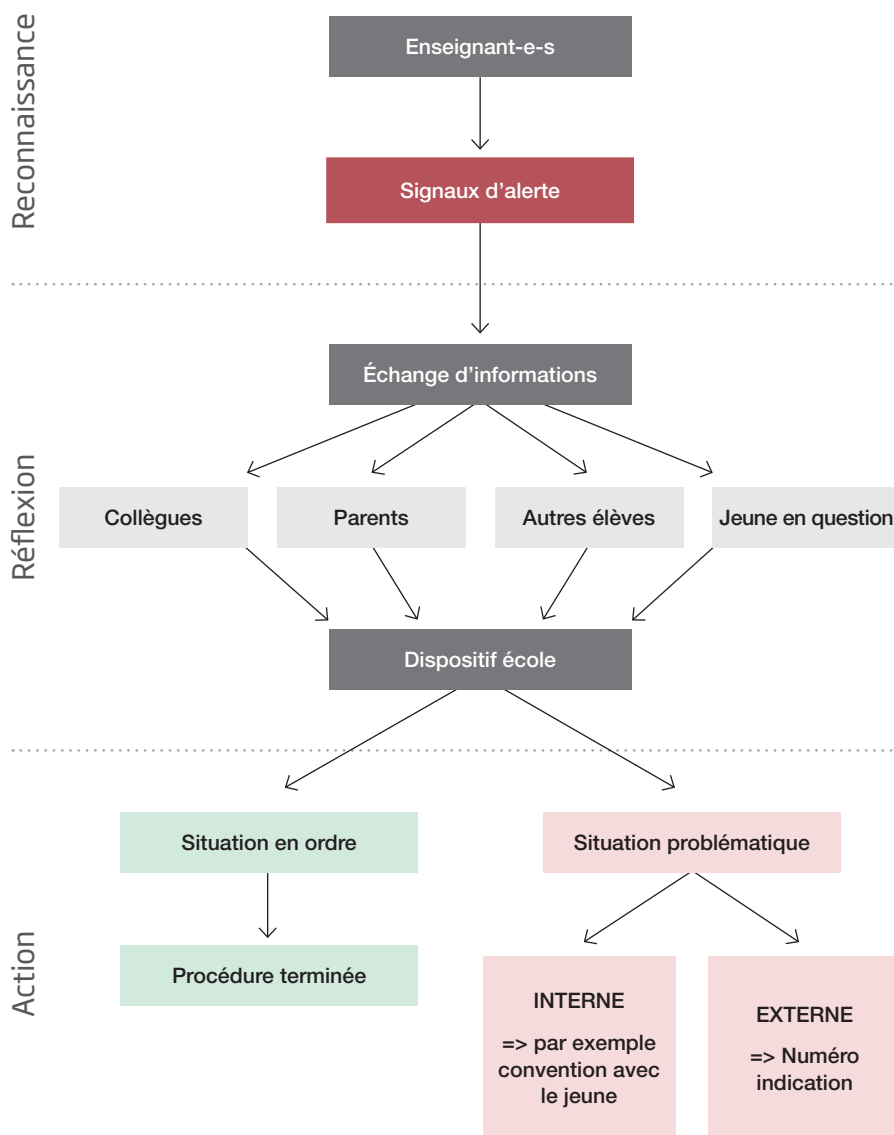 Reconnaissance
Enseignant-e-s
Signaux d'alerte
Réflexion
Échange d'informations
Collègues
Parents
Autres élèves
Jeune en question
Dispositif école
Action
Situation en ordre
Situation problématique
Procédure terminée
INTERNE
=> par exemple
convention avec
le jeune
EXTERNE
=> Numéro
indication